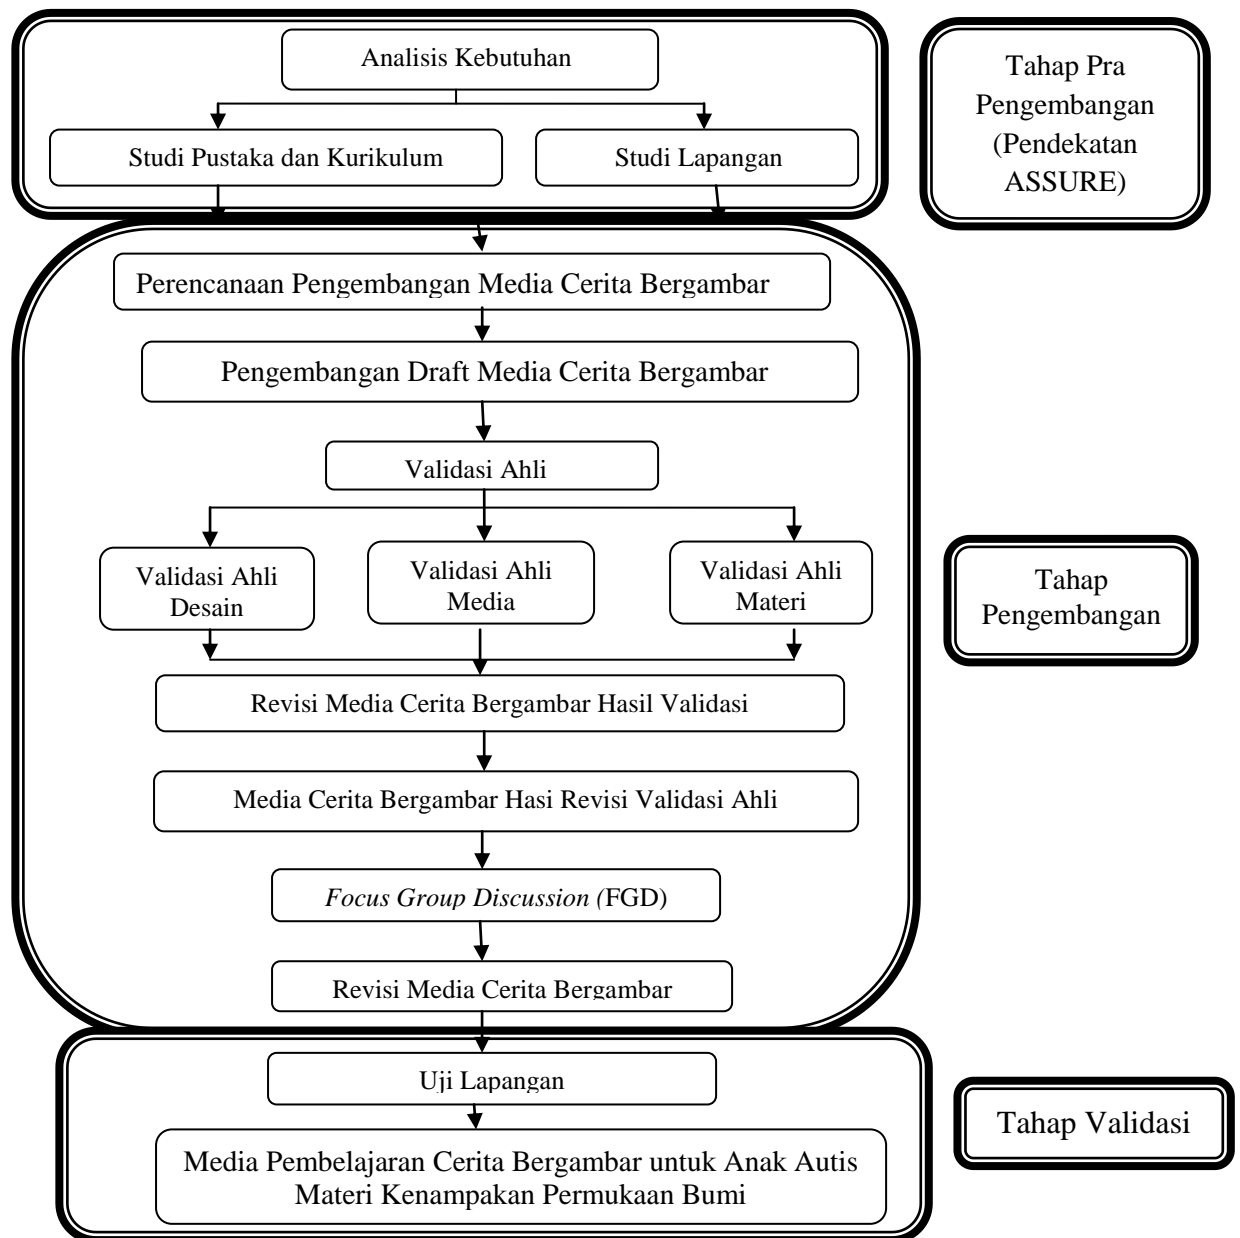 Analisis Kebutuhan
Studi Pustaka dan Kurikulum
Studi Lapangan
Tahap Pra
Pengembangan
(Pendekatan
ASSURE)
Perencanaan Pengembangan Media Cerita Bergambar
Pengembangan Draft Media Cerita Bergambar
Validasi Ahli
Validasi Ahli
Desain
Validasi Ahli
Media
Validasi Ahli
Materi
Tahap
Pengembangan
Revisi Media Cerita Bergambar Hasil Validasi
Media Cerita Bergambar Hasi Revisi Validasi Ahli
Focus Group Discussion (FGD)
Revisi Media Cerita Bergambar
Uji Lapangan
Media Pembelajaran Cerita Bergambar untuk Anak Autis
Materi Kenampakan Permukaan Bumi
Tahap Validasi